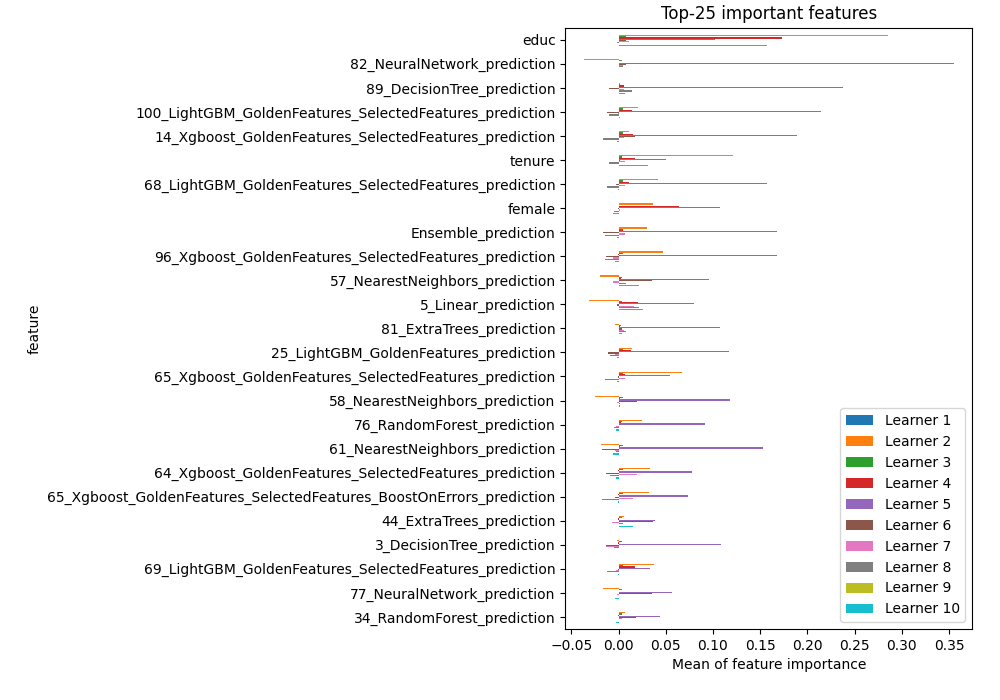 Top-25 important features
educ
82_NeuralNetwork_prediction
89_DecisionTree_prediction
100_LightGBM_GoldenFeatures_SelectedFeatures_prediction
14_Xgboost_GoldenFeatures_SelectedFeatures_prediction
tenure
68_LightGBM_GoldenFeatures_SelectedFeatures_prediction
female
Ensemble_prediction
96_Xgboost_GoldenFeatures_SelectedFeatures_prediction
57_NearestNeighbors_prediction
5_Linear_prediction
81_ExtraTrees_prediction
25_LightGBM_GoldenFeatures_prediction
65_Xgboost_GoldenFeatures_SelectedFeatures_prediction
58_NearestNeighbors_prediction
76_RandomForest_prediction
61_NearestNeighbors_prediction
64_Xgboost_GoldenFeatures_SelectedFeatures_prediction
65_Xgboost_GoldenFeatures_SelectedFeatures_BoostOnErrors_prediction
44_ExtraTrees_prediction
3_DecisionTree_prediction
69_LightGBM_GoldenFeatures_SelectedFeatures_prediction
77_NeuralNetwork_prediction
34_RandomForest_prediction
feature
Learner 1
Learner 2
Learner 3
Learner 4
Learner 5
Learner 6
Learner 7
Learner 8
Learner 9
Learner 10
−0.05 0.00 0.05 0.10 0.15 0.20 0.25 0.30 0.35
Mean of feature importance